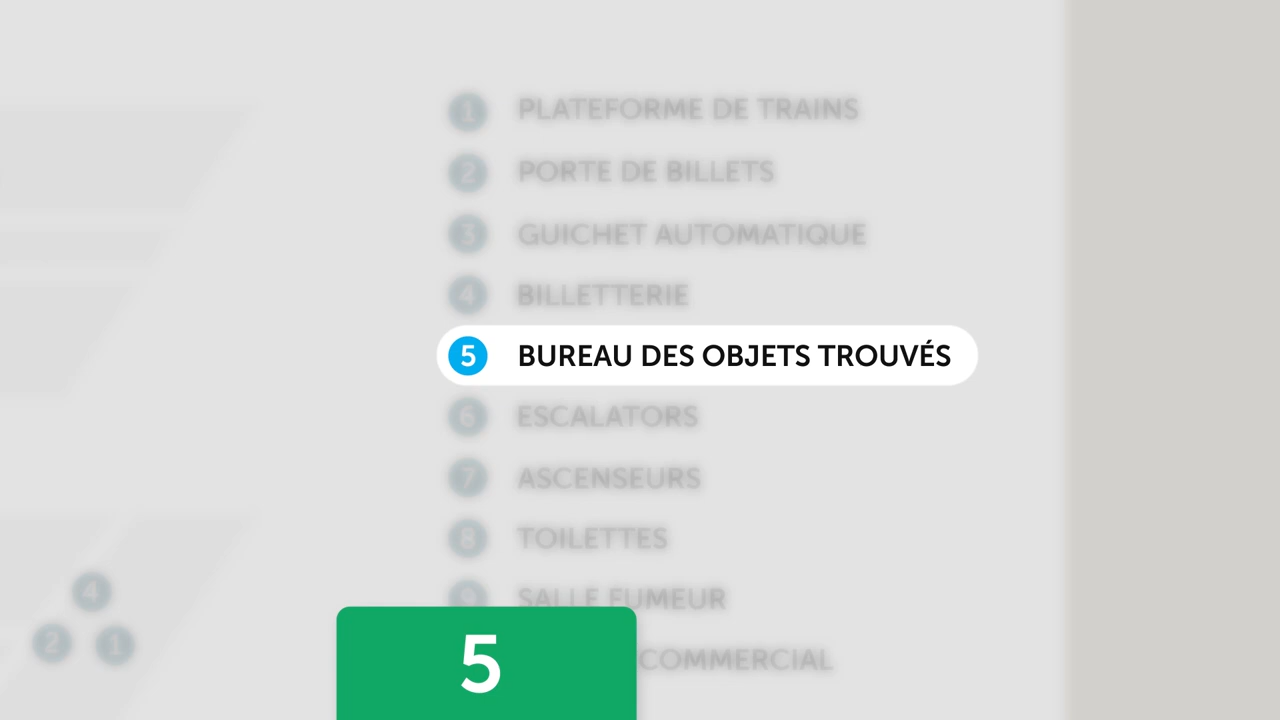 1 PLATEFORME DE TRAINS
2 PORTE DE BILLETS
3 GUICHET AUTOMATIQUE
4 BILLETTERIE
5 BUREAU DES OBJETS TROUVÉS
6 ESCALATORS
7 ASCENSEURS
8 TOILETTES
9 SALLE FUMEUR
COMMERCIAL
4
2 1
5